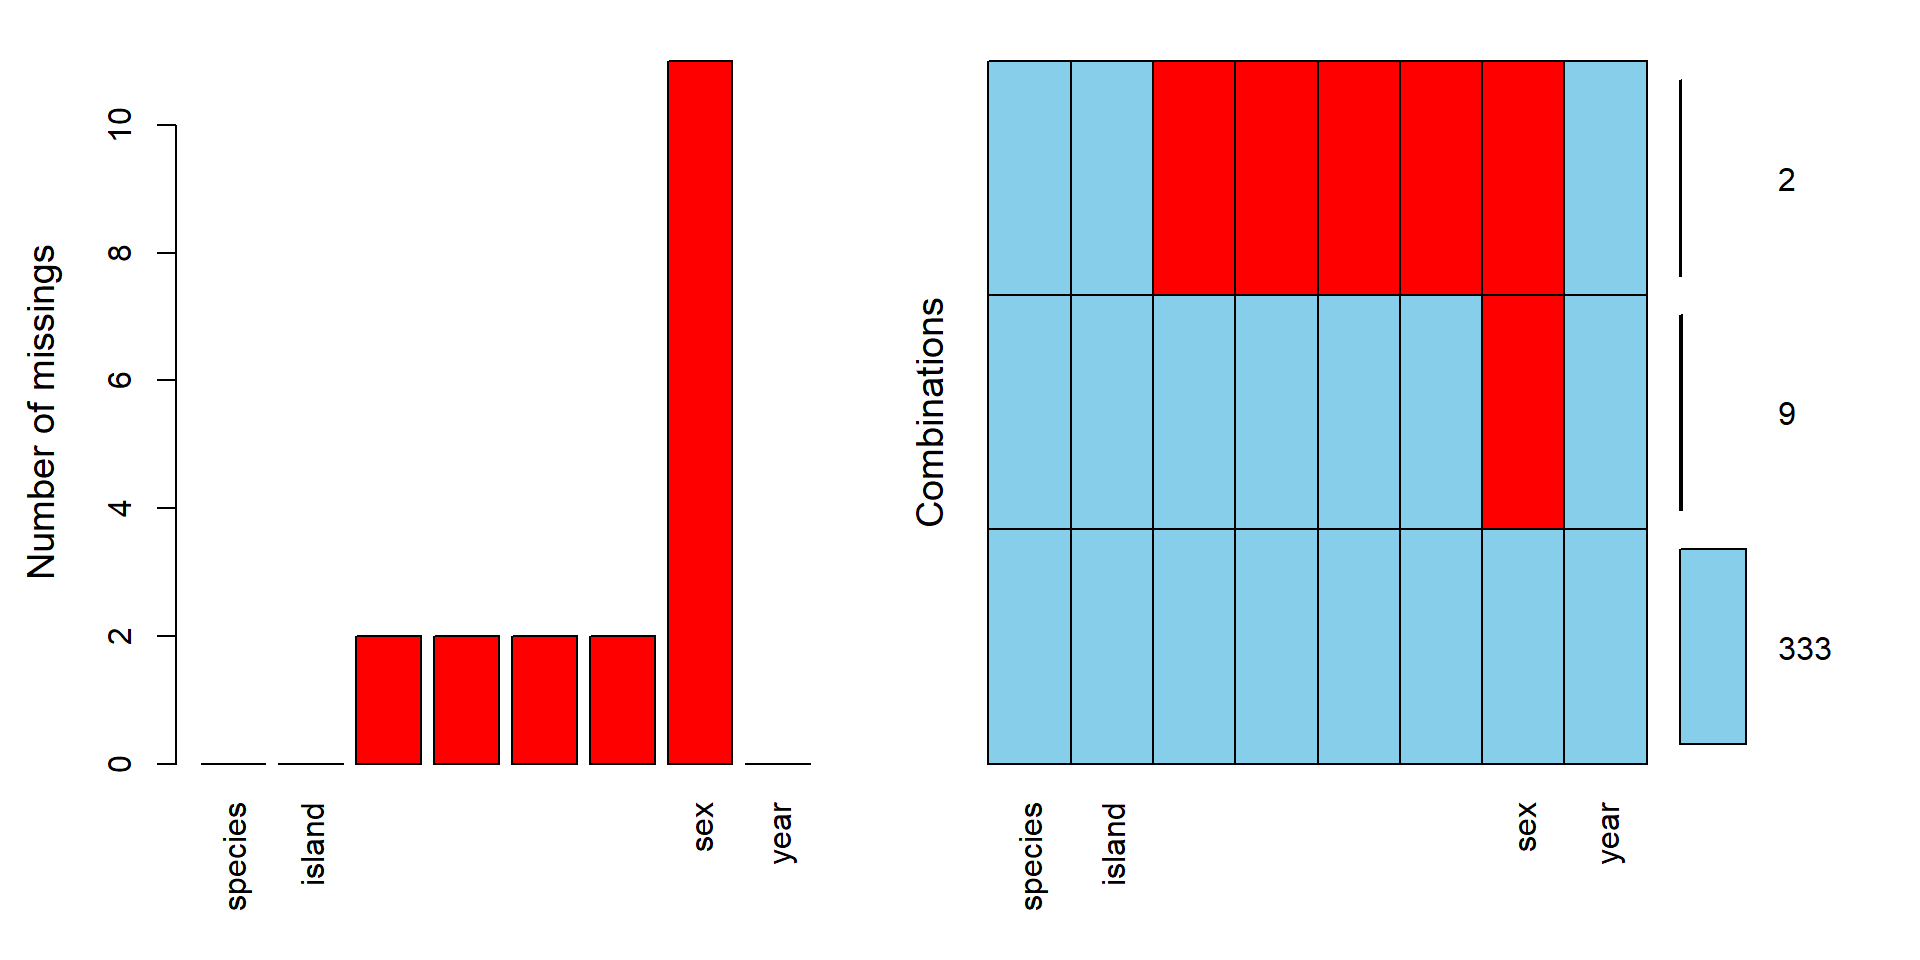 Number of missings
10
8
6
4
2
0
species
island
sex
year
Combinations
2
9
333
species
island
sex
year